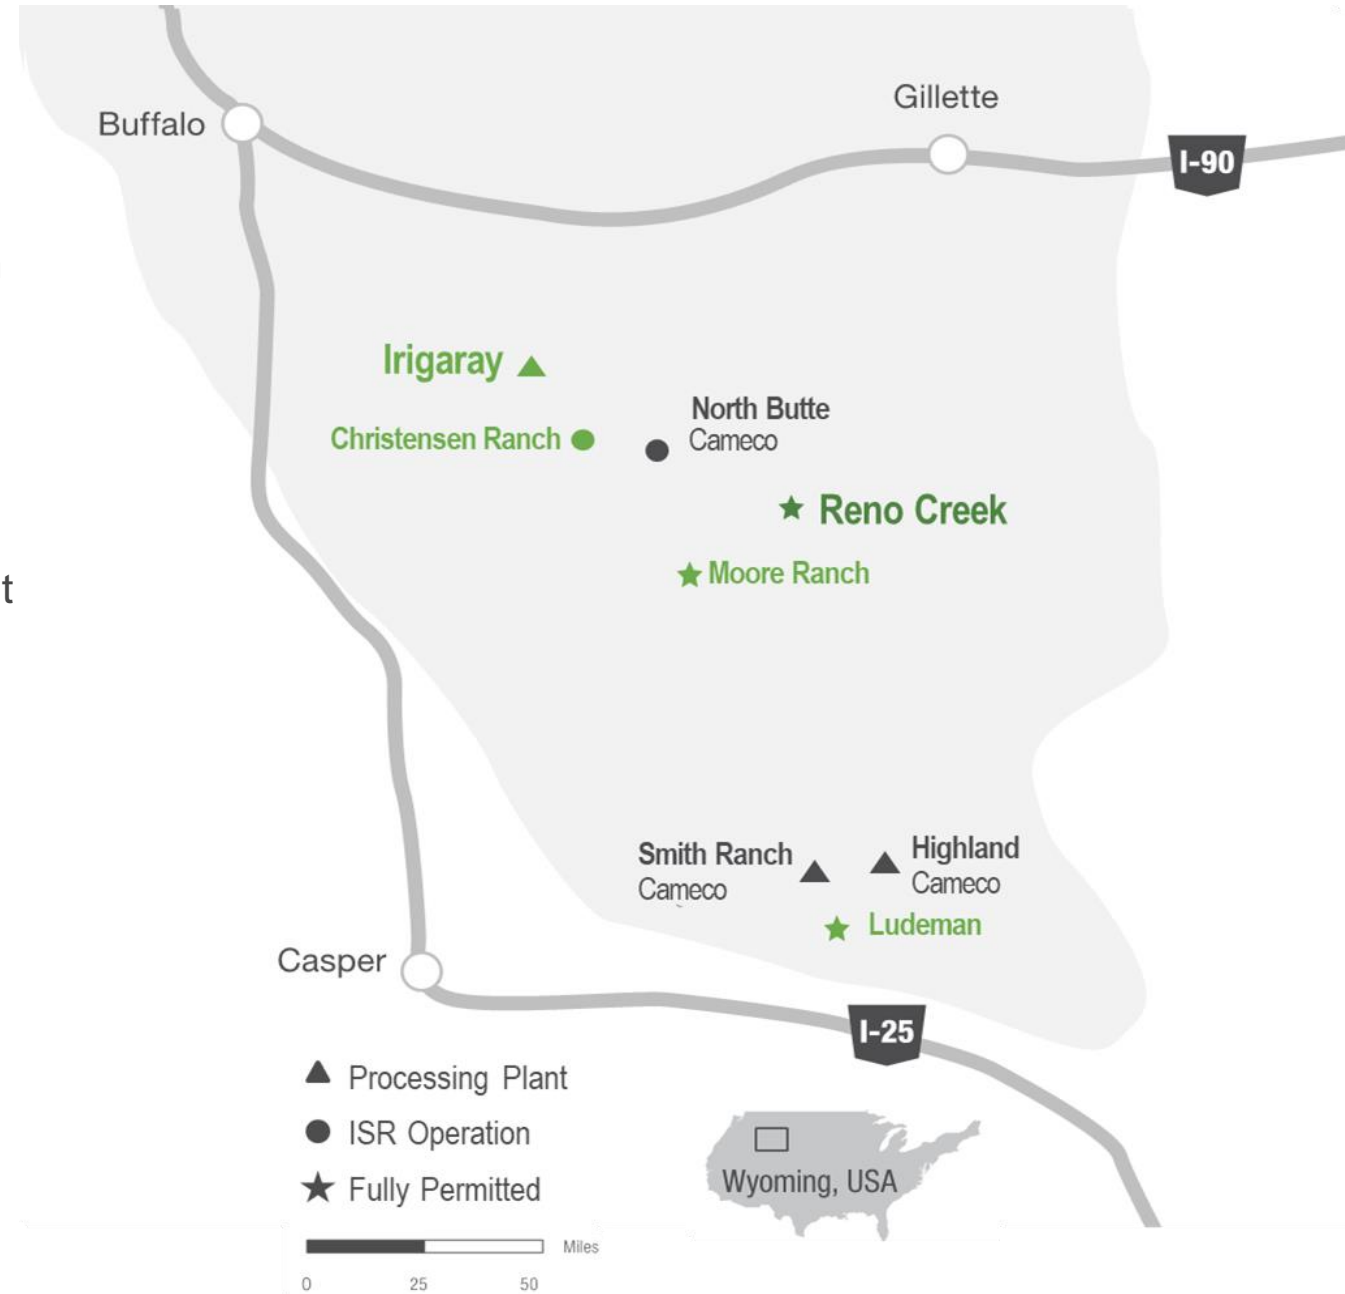 Gillette
Buffalo
I-90
Irigaray
North Butte
Cameco
Christensen Ranch
Reno Creek
Moore Ranch
t
Smith Ranch
Cameco
Highland
Cameco
Ludeman
Casper
I-25
Processing Plant
ISR Operation
Fully Permitted
Wyoming, USA
Miles
0 25 50